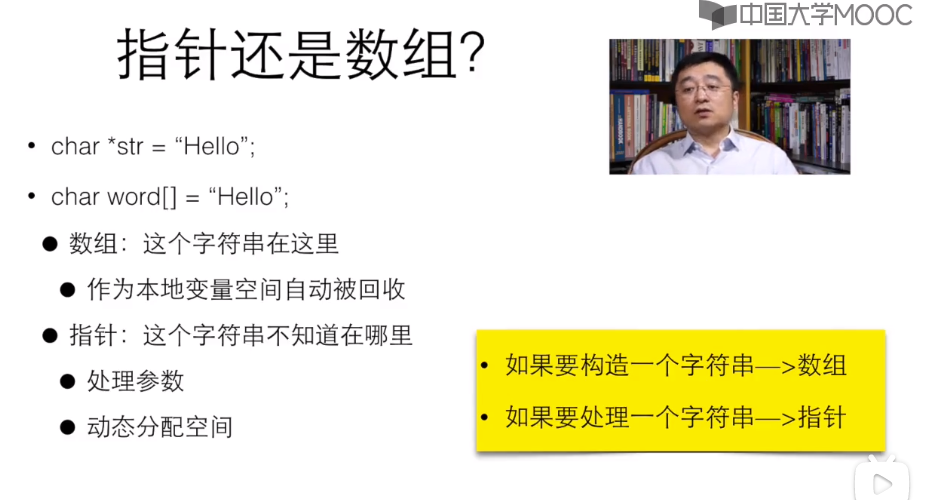 中国大学MOOC
指针还是数组?
• char *str = “Hello”;
• char word[] = “Hello”;
● 数组：这个字符串在这里
● 作为本地变量空间自动被回收
● 指针：这个字符串不知道在哪里
● 处理参数
● 动态分配空间
• 如果要构造一个字符串—>数组
• 如果要处理一个字符串—>指针